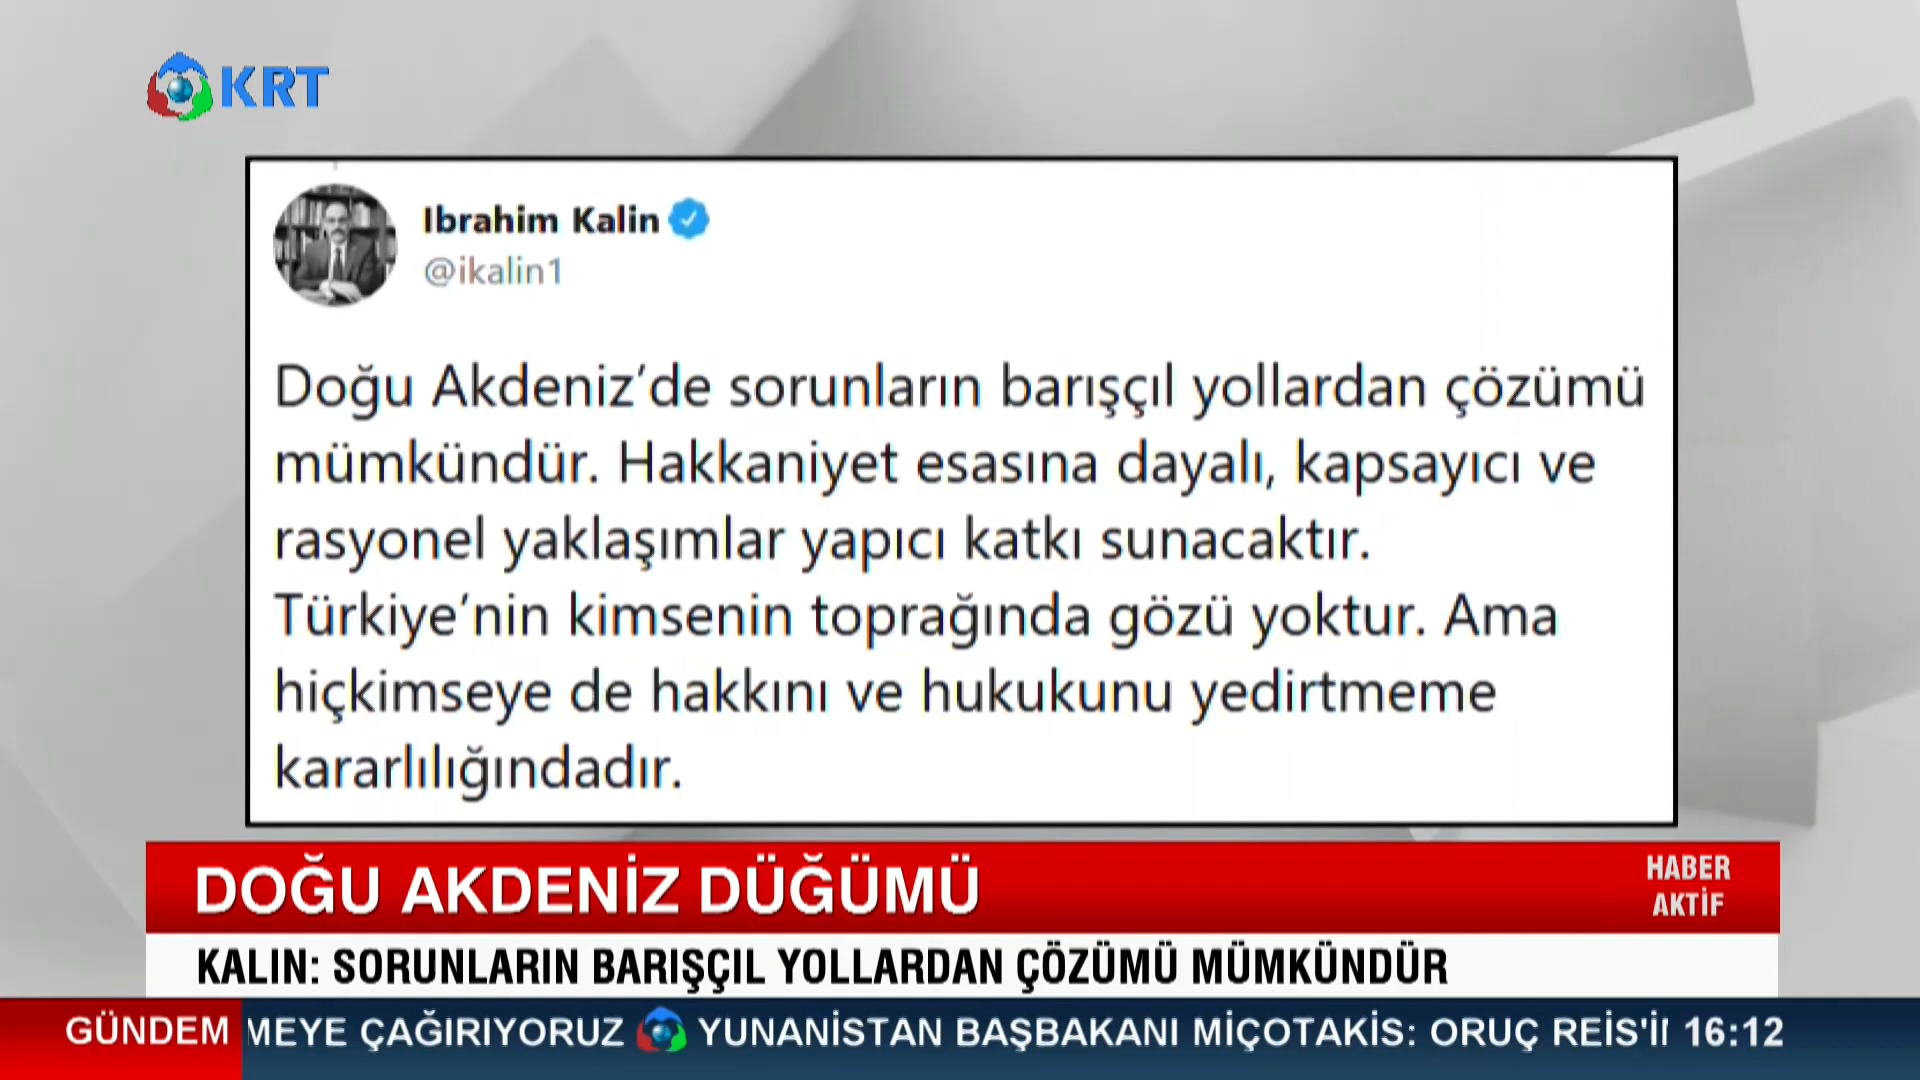 KRT
Ibrahim Kalin
@ikalin1
Doğu Akdeniz’de sorunların barışçıl yollardan çözümü
mümkündür. Hakkaniyet esasına dayalı, kapsayıcı ve
rasyonel yaklaşımlar yapıcı katkı sunacaktır.
Türkiye’nin kimsenin toprağında gözü yoktur. Ama
hiçkimseye de hakkını ve hukukunu yedirtmeme
kararlılığındadır.
DOĞU AKDENİZ DÜĞÜMÜ
HABER
AKTİF
KALIN: SORUNLARIN BARIŞÇIL YOLLARDAN ÇÖZÜMÜ MÜMKÜNDÜR
GÜNDEM MEYE ÇAĞIRIYORUZ YUNANİSTAN BAŞBAKANI MİÇOTAKİS: ORUÇ REİS'İ 16:12